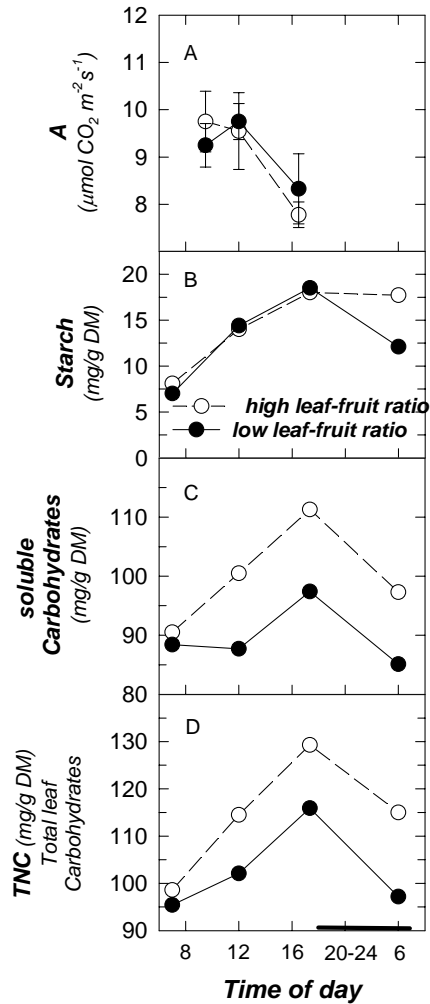 A
A
(μmol CO2 m-2 s-1)
11
10
9
8
B
Starch
(mg/g DM)
20
15
10
5
0
high leaf-fruit ratio
low leaf-fruit ratio
C
soluble
Carbohydrates
(mg/g DM)
110
100
90
80
D
TNC (mg/g DM)
Total leaf
Carbohydrates
130
120
110
100
90
8 12 16 20-24 6
Time of day